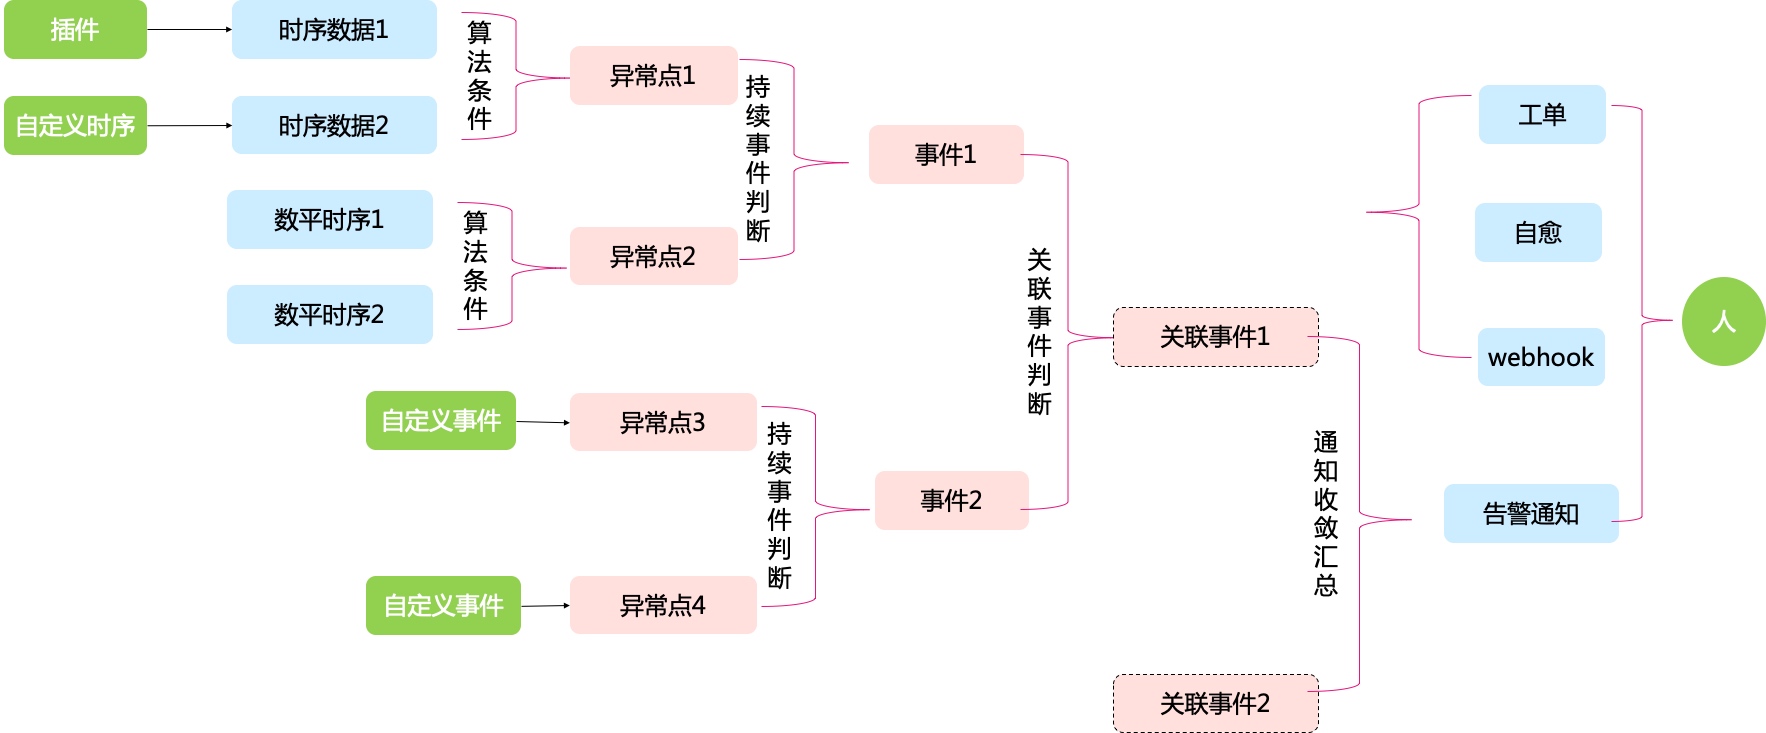 插件
时序数据1
自定义时序
时序数据2
算法条件
异常点1
数平时序1
数平时序2
算法条件
异常点2
持续事件判断
事件1
自定义事件
异常点3
自定义事件
异常点4
持续事件判断
事件2
关联事件判断
关联事件1
关联事件2
通知收敛汇总
工单
自愈
webhook
告警通知
人